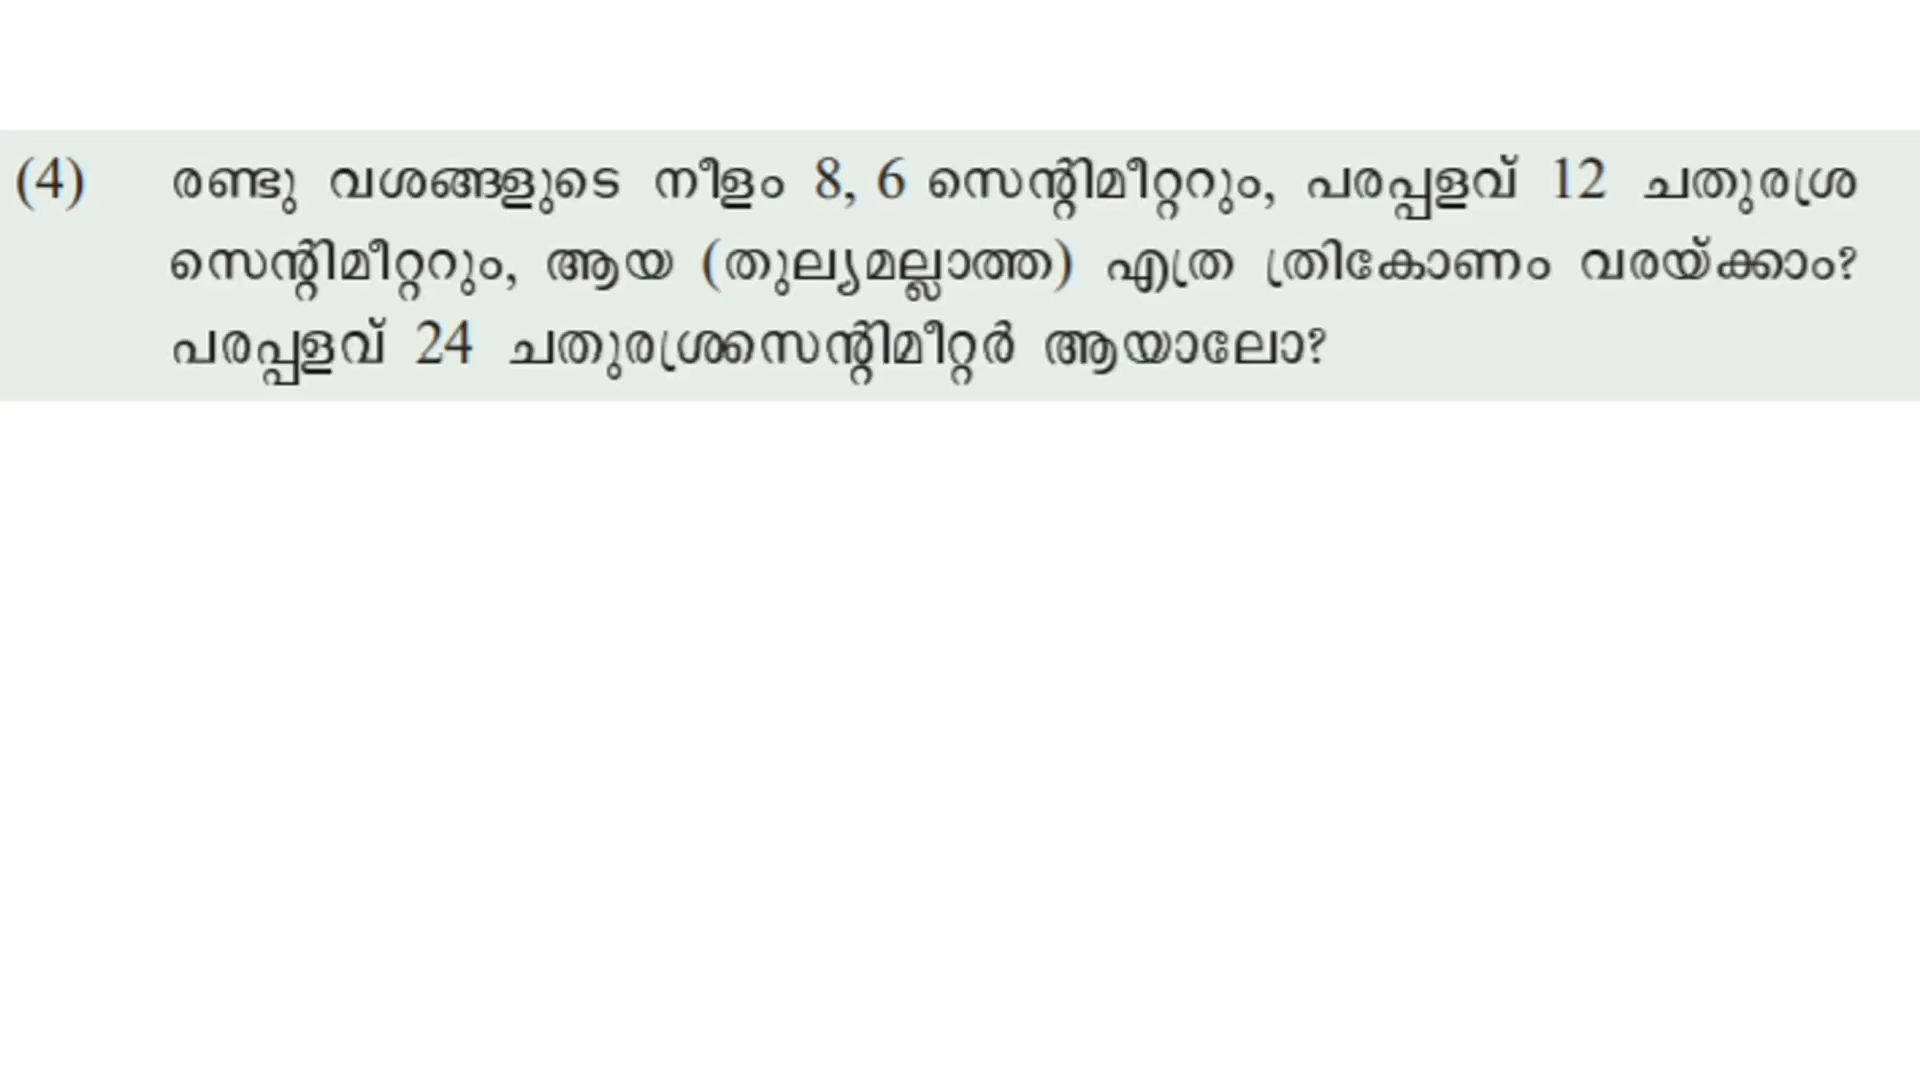 (4) രണ്ടു വശങ്ങളുടെ നീളം 8, 6 സെന്റിമീറ്ററും, പരപ്പളവ് 12 ചതുരശ്ര
സെന്റിമീറ്ററും, ആയ (തുല്യമല്ലാത്ത) എത്ര ത്രികോണം വരയ്ക്കാം?
പരപ്പളവ് 24 ചതുരശ്രസെന്റിമീറ്റർ ആയാലോ?